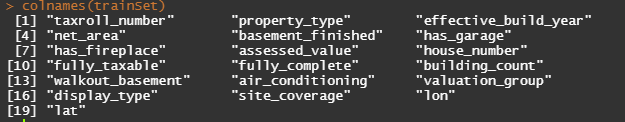 > colnames(trainSet)
[1] "taxroll_number" "property_type" "effective_build_year"
[4] "net_area" "basement_finished" "has_garage"
[7] "has_fireplace" "assessed_value" "house_number"
[10] "fully_taxable" "fully_complete" "building_count"
[13] "walkout_basement" "air_conditioning" "valuation_group"
[16] "display_type" "site_coverage" "lon"
[19] "lat"